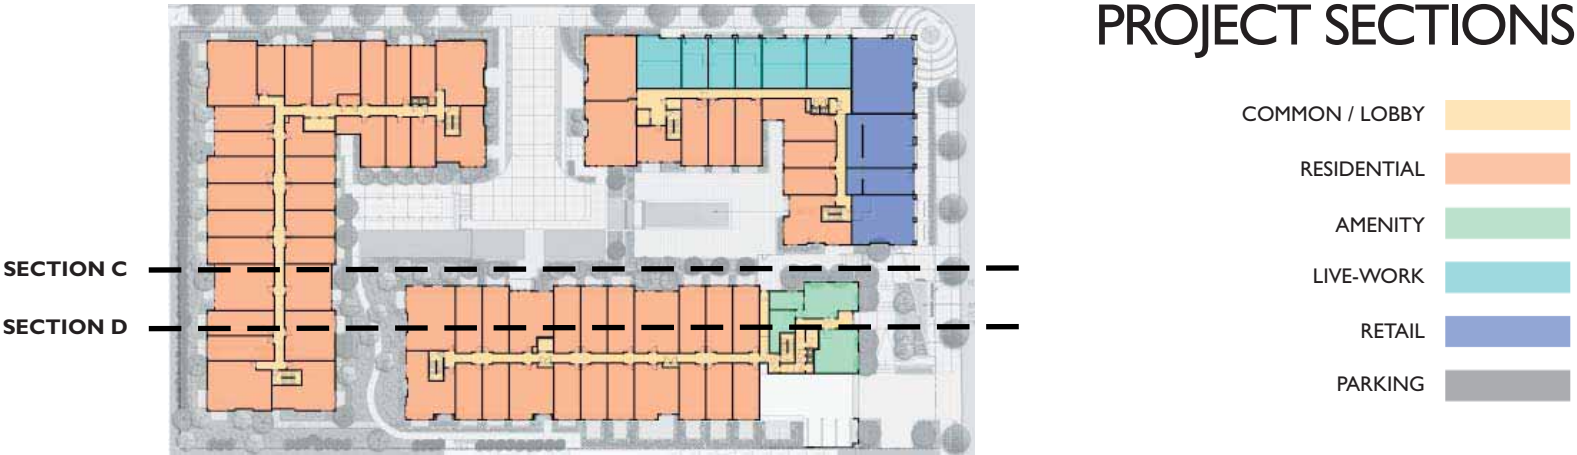 PROJECT SECTIONS
COMMON / LOBBY
RESIDENTIAL
AMENITY
LIVE-WORK
RETAIL
PARKING
SECTION C
SECTION D